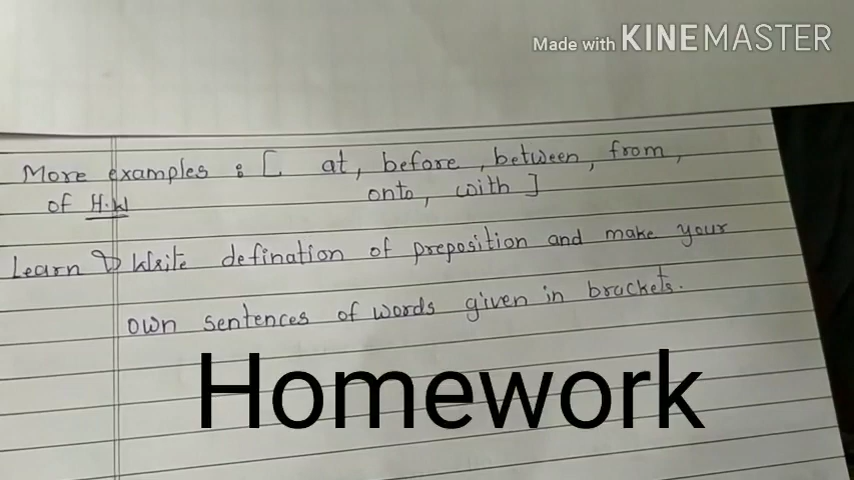 Made with KINEMASTER
More examples : [ at, before, between, from,
of H.W onto, with ]
Learn & Write defination of preposition and make your
own sentences of words given in brackets.
Homework